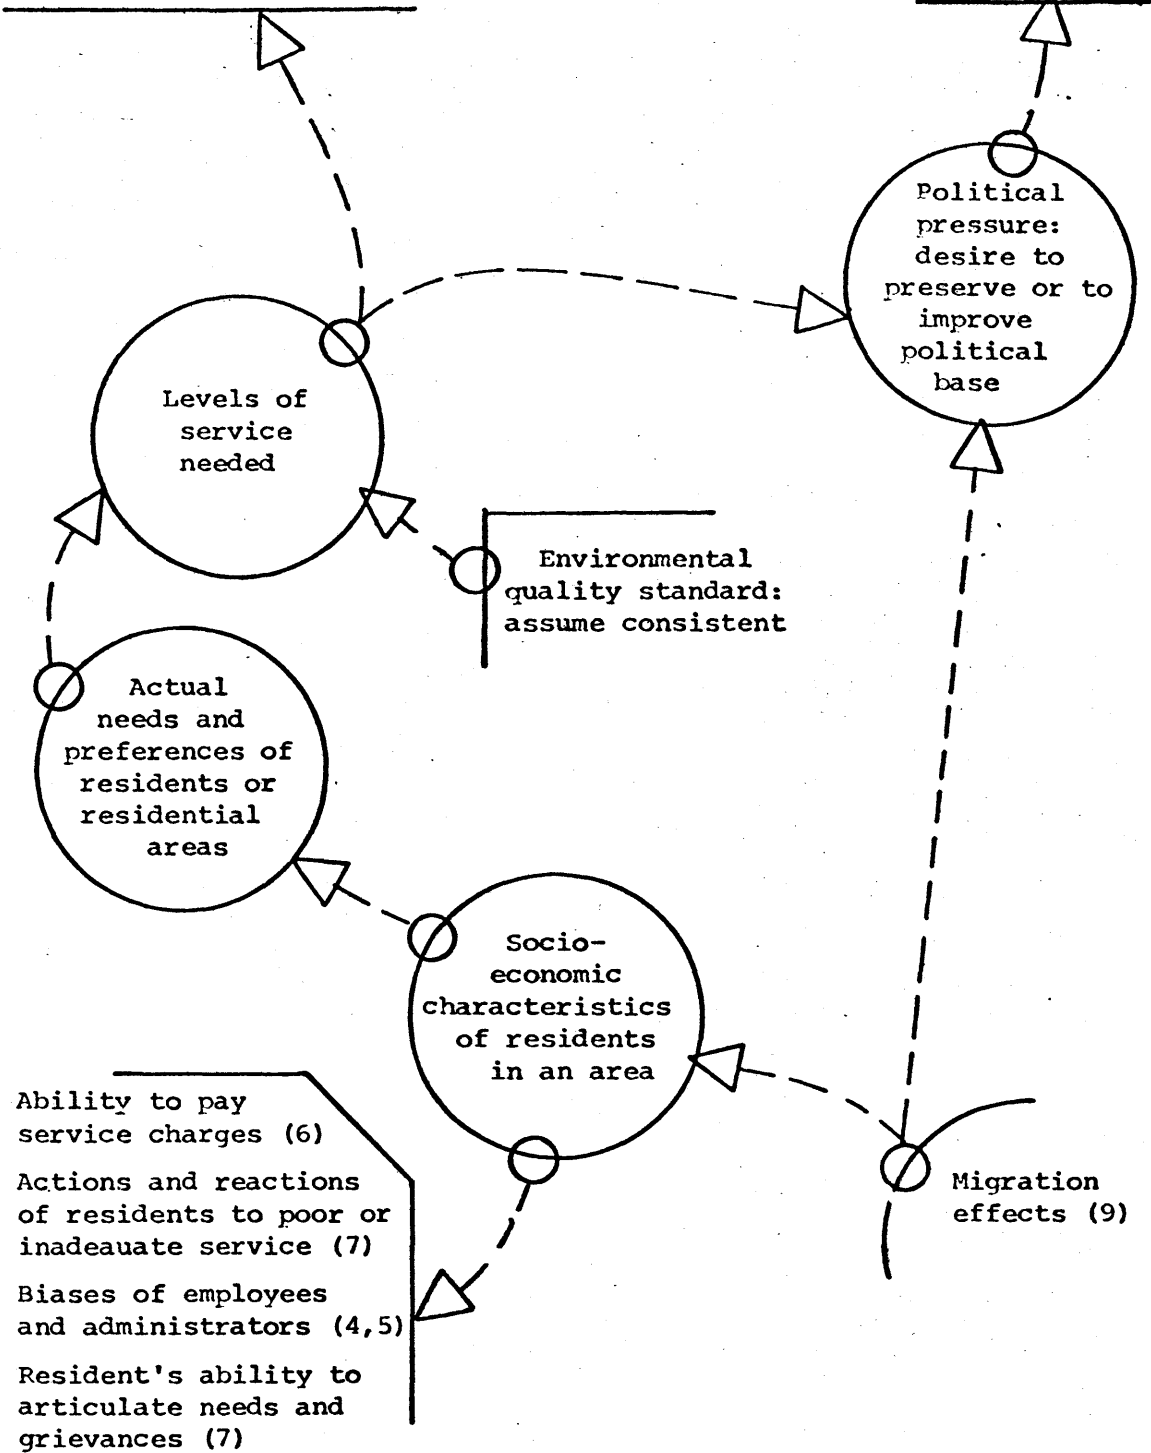 Political
pressure:
desire to
preserve or to
improve
political
base
Levels of
service
needed
Environmental
quality standard:
assume consistent
Actual
needs and
preferences of
residents or
residential
areas
Socio-
economic
characteristics
of residents
in an area
Ability to pay
service charges (6)
Actions and reactions
of residents to poor or
inadeauate service (7)
Biases of employees
and administrators (4,5)
Resident's ability to
articulate needs and
grievances (7)
Migration
effects (9)